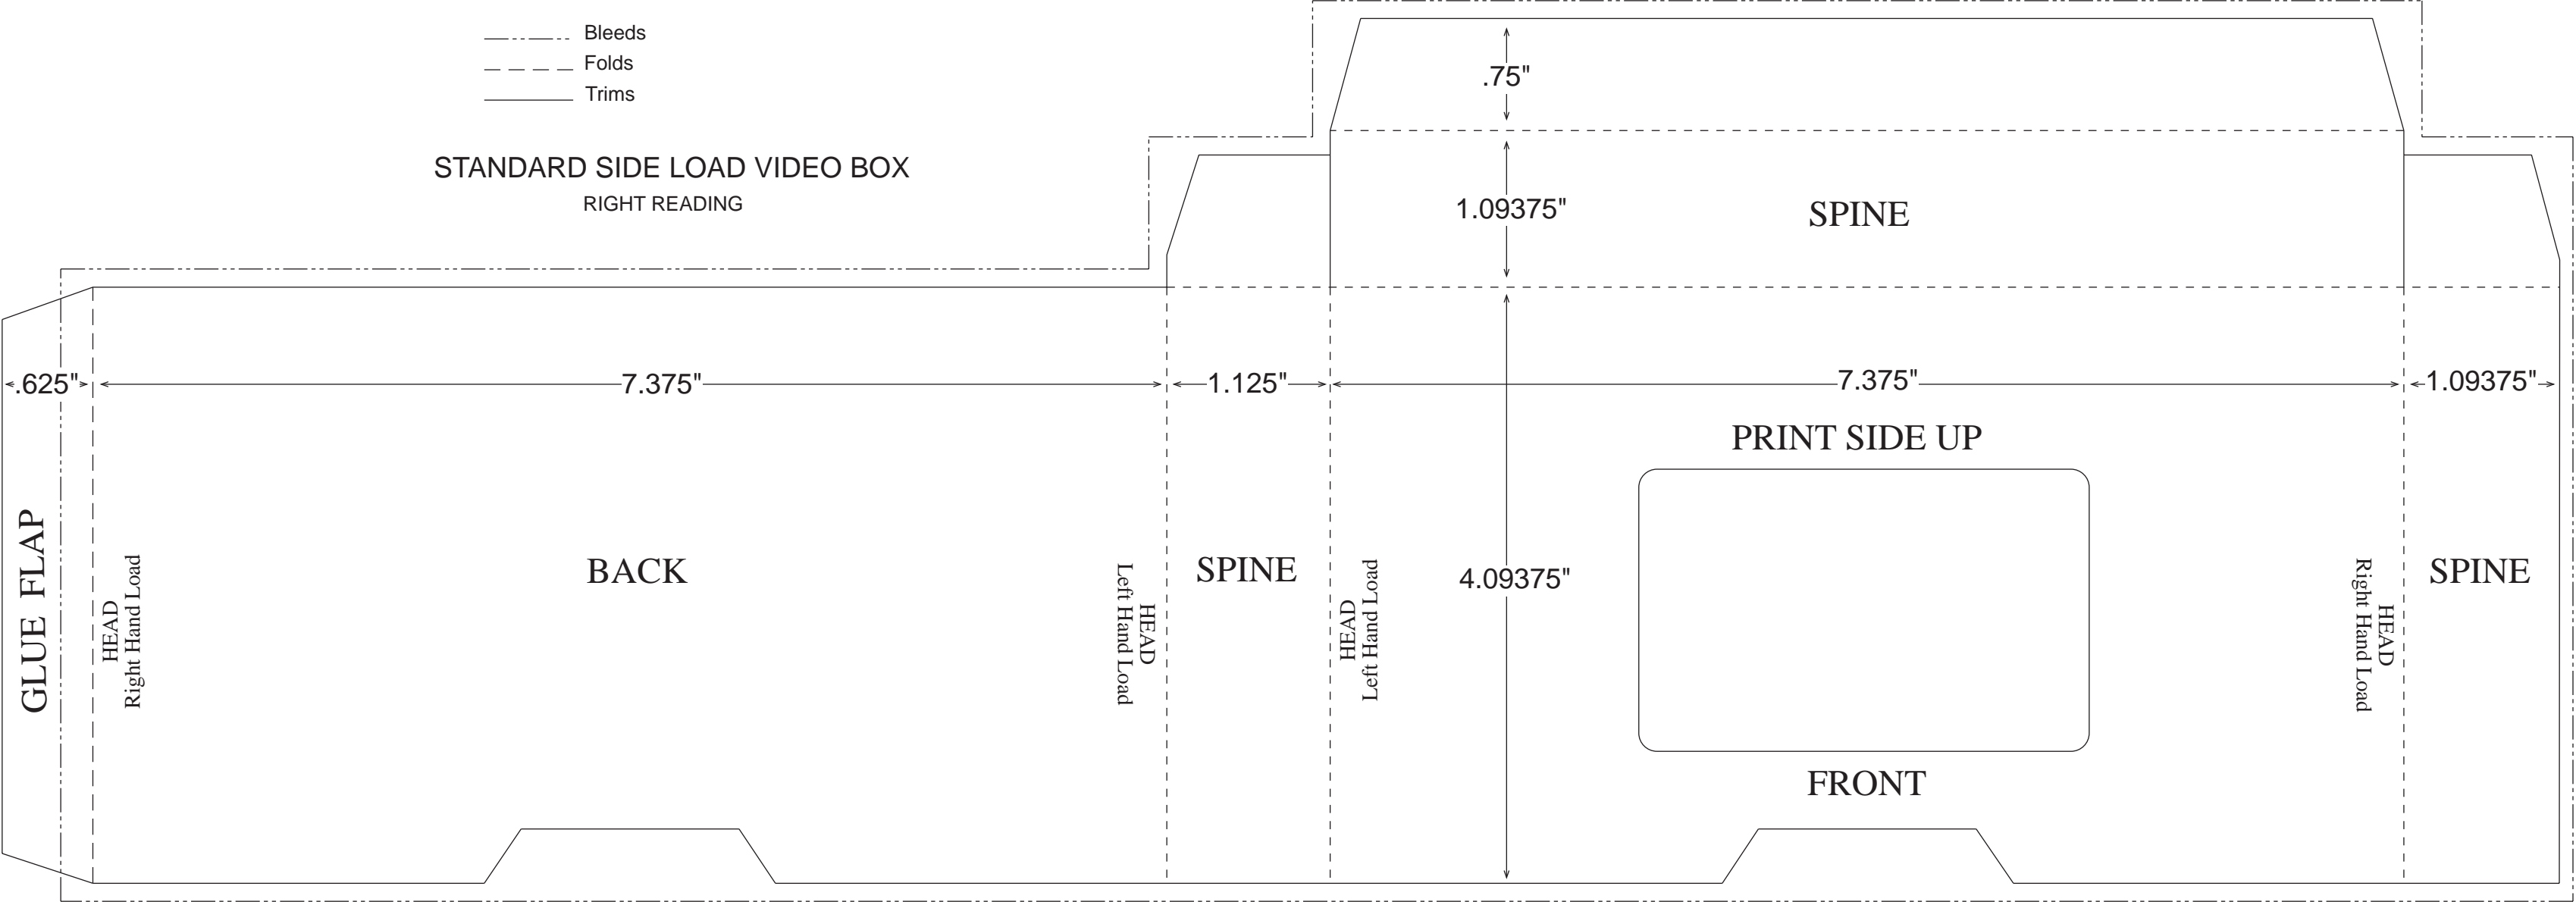 Bleeds
Folds
Trims
STANDARD SIDE LOAD VIDEO BOX
RIGHT READING
.75"
1.09375"
SPINE
.625"
7.375"
1.125"
7.375"
1.09375"
PRINT SIDE UP
GLUE FLAP
HEAD
Right Hand Load
BACK
HEAD
Left Hand Load
SPINE
HEAD
Left Hand Load
4.09375"
HEAD
Right Hand Load
SPINE
FRONT